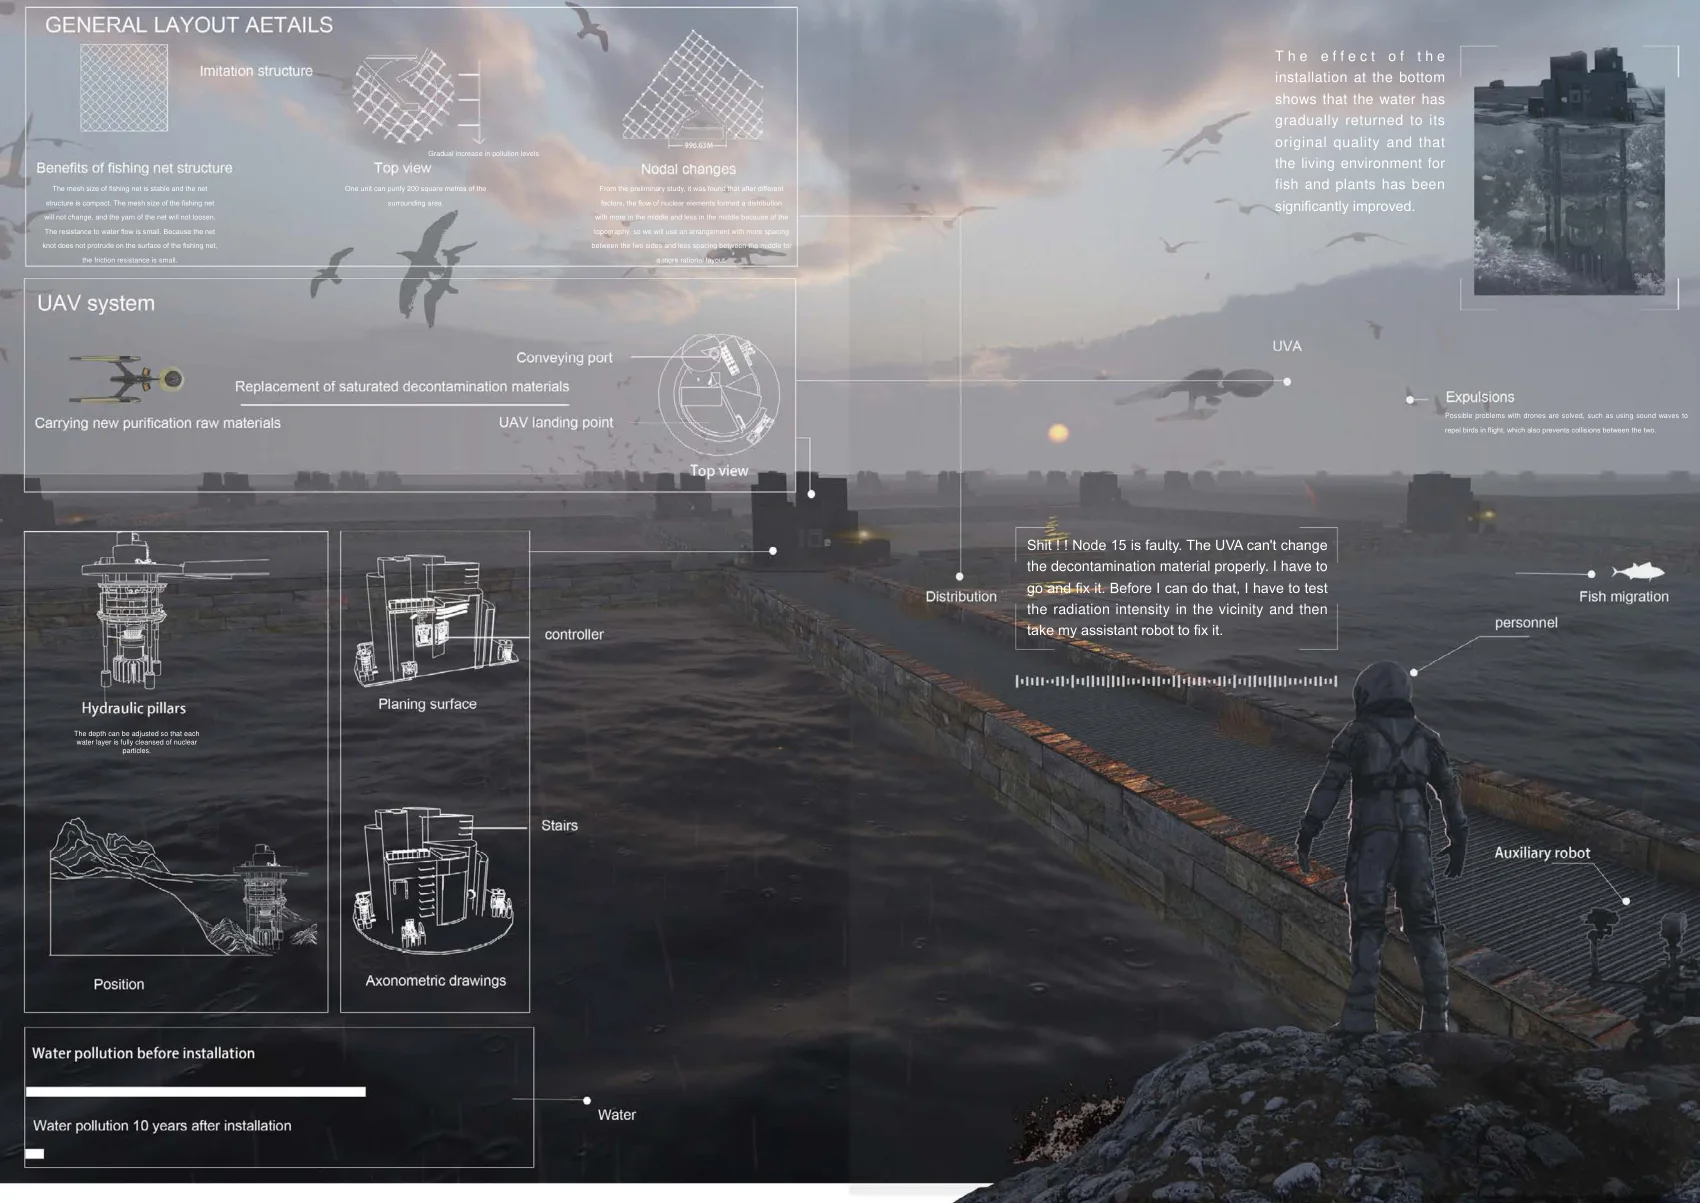 GENERAL LAYOUT AETAILS
Imitation structure
Gradual increase in pollution levels
996.63M
Benefits of fishing net structure
The mesh size of fishing net is stable and the net
structure is compact. The mesh size of the fishing net
will not change, and the yarn of the net will not loosen.
The resistance to water flow is small. Because the net
knot does not protrude on the surface of the fishing net,
the friction resistance is small.
Top view
One unit can purify 200 square metres of the
surrounding area.
Nodal changes
From the preliminary study, it was found that after different
factors, the flow of nuclear elements formed a distribution
with more in the middle and less in the middle because of the
topography, so we will use an arrangement with more spacing
between the two sides and less spacing between the middle for
a more rational layout.
The effect of the
installation at the bottom
shows that the water has
gradually returned to its
original quality and that
the living environment for
fish and plants has been
significantly improved.
UAV system
Conveying port
Replacement of saturated decontamination materials
Carrying new purification raw materials
UAV landing point
Top view
UVA
Expulsions
Possible problems with drones are solved, such as using sound waves to
repel birds in flight, which also prevents collisions between the two.
Shit ! ! Node 15 is faulty. The UVA can't change
the decontamination material properly. I have to
go and fix it. Before I can do that, I have to test
the radiation intensity in the vicinity and then
take my assistant robot to fix it.
Distribution
Fish migration
personnel
Auxiliary robot
Hydraulic pillars
The depth can be adjusted so that each
water layer is fully cleansed of nuclear
particles.
controller
Planing surface
Stairs
Position
Axonometric drawings
Water pollution before installation
Water pollution 10 years after installation
Water